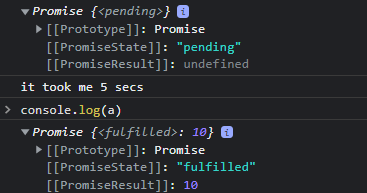 ▼ Promise {<pending>} i
▶ [[Prototype]]: Promise
[[PromiseState]]: "pending"
[[PromiseResult]]: undefined
it took me 5 secs
> console.log(a)
▼ Promise {<fulfilled>: 10} i
▶ [[Prototype]]: Promise
[[PromiseState]]: "fulfilled"
[[PromiseResult]]: 10